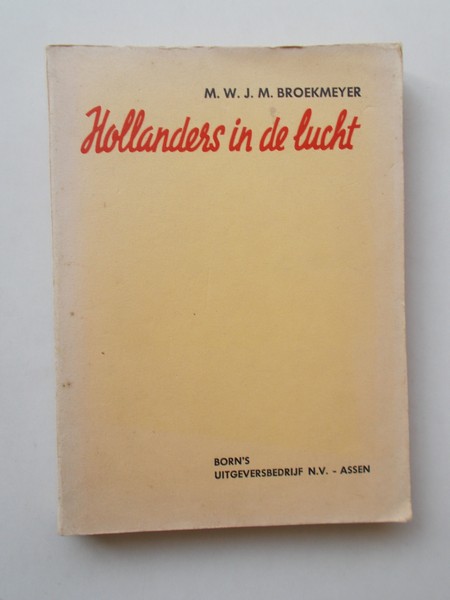 M. W. J. M. BROEKMEYER
Hollanders in de lucht
BORN'S
UITGEVERSBEDRIJF N.V. - ASSEN